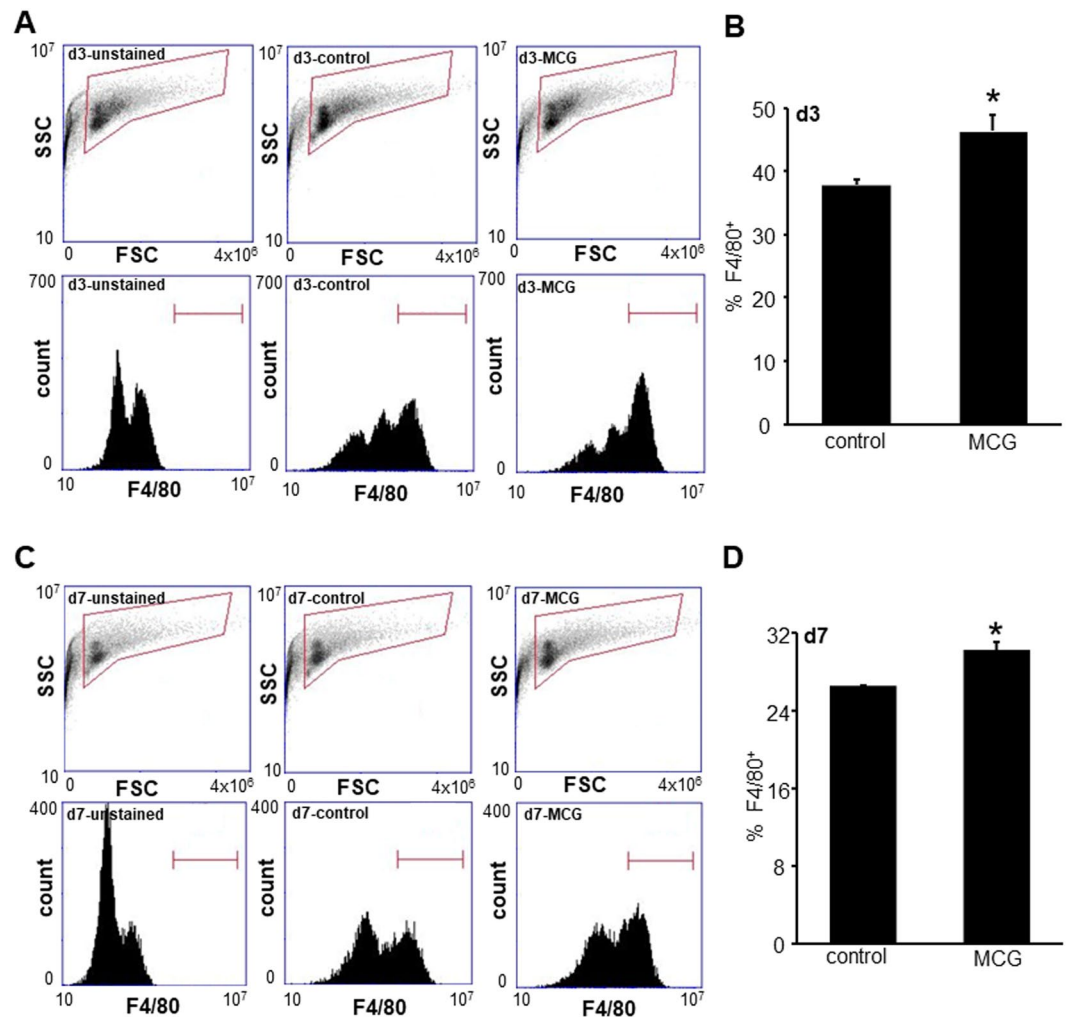 A
10⁷
d3-unstained
SSC
10
0
FSC
4x10⁶
10⁷
d3-control
SSC
10
0
FSC
4x10⁶
10⁷
d3-MCG
SSC
10
0
FSC
4x10⁶
700
d3-unstained
count
0
10
F4/80
10⁷
700
d3-control
count
0
10
F4/80
10⁷
700
d3-MCG
count
0
10
F4/80
10⁷
B
d3
50
40
30
20
10
0
% F4/80⁺
*
control
MCG
C
10⁷
d7-unstained
SSC
10
0
FSC
4x10⁶
10⁷
d7-control
SSC
10
0
FSC
4x10⁶
10⁷
d7-MCG
SSC
10
0
FSC
4x10⁶
400
d7-unstained
count
0
10
F4/80
10⁷
400
d7-control
count
0
10
F4/80
10⁷
400
d7-MCG
count
0
10
F4/80
10⁷
D
d7
32
24
16
8
0
% F4/80⁺
*
control
MCG